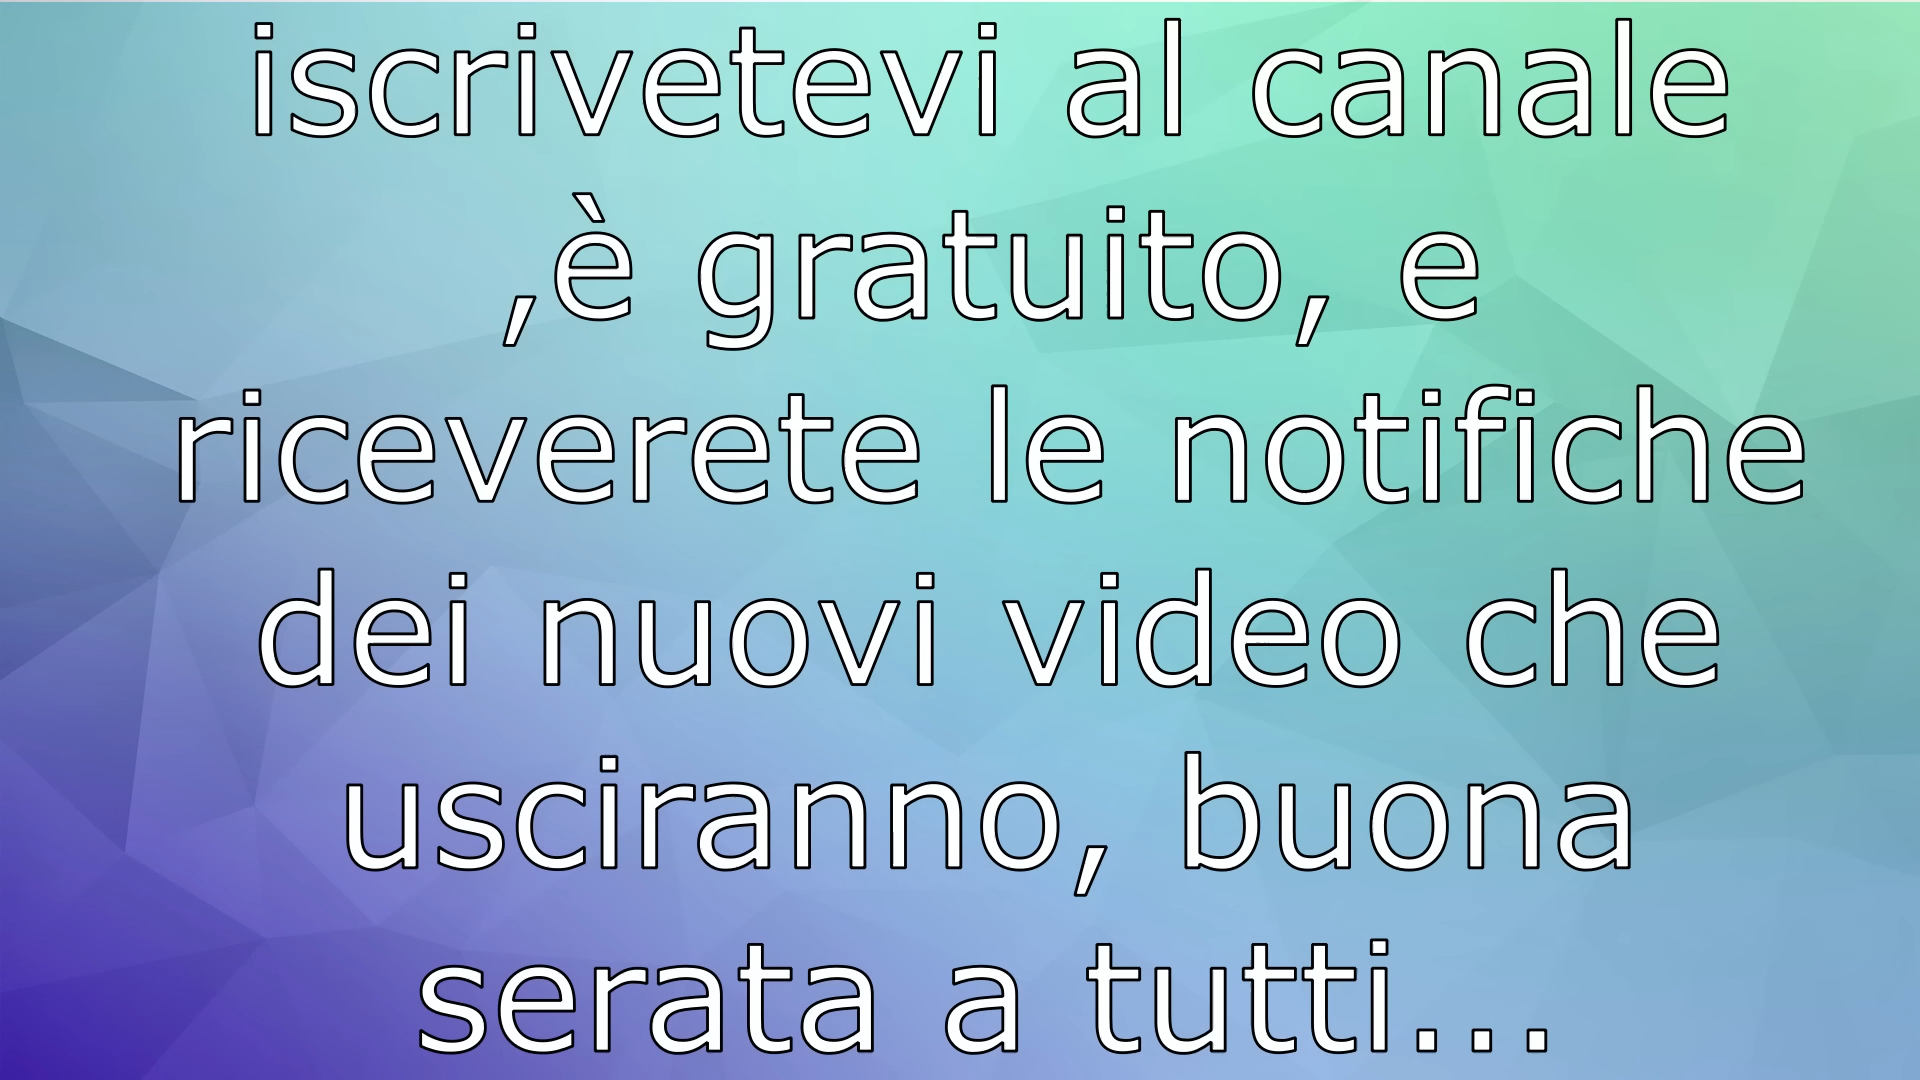 iscrivetevi al canale
,è gratuito, e
riceverete le notifiche
dei nuovi video che
usciranno, buona
serata a tutti...